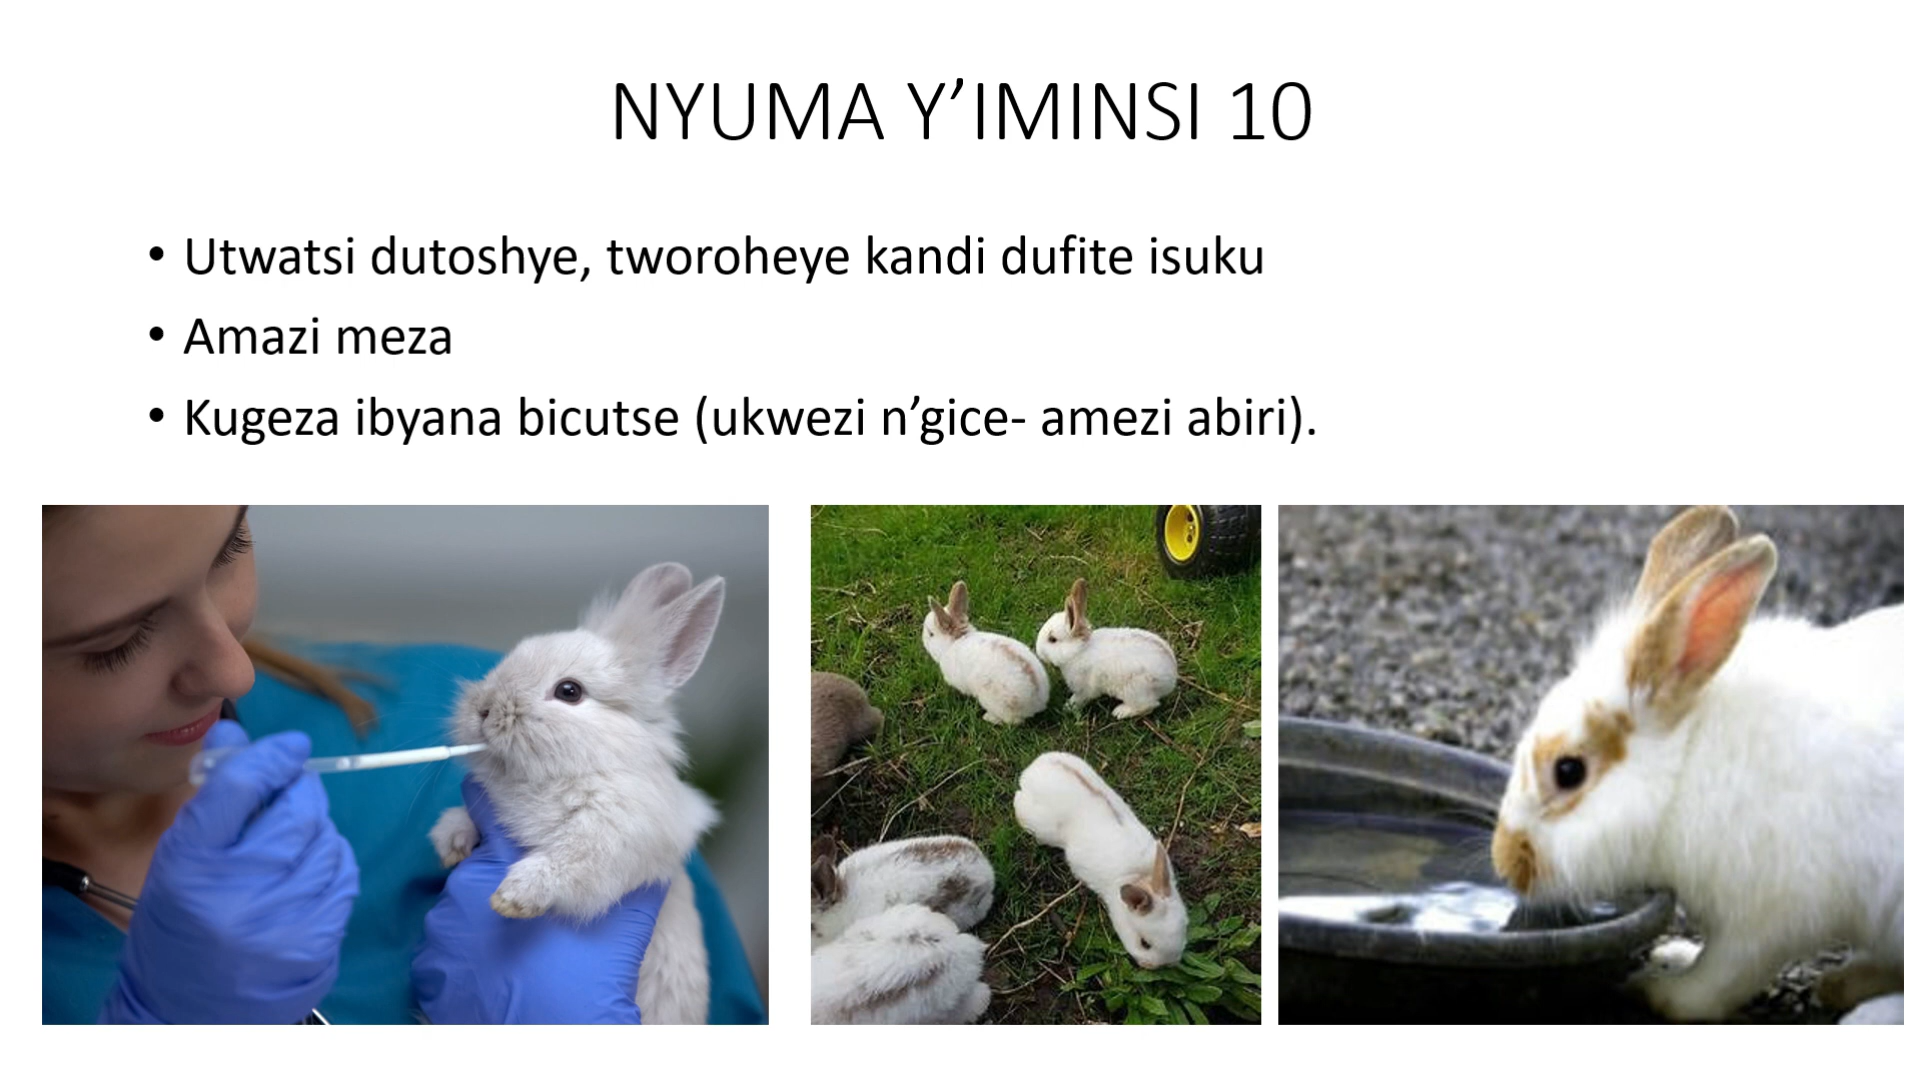 NYUMA Y’IMINSI 10
• Utwatsi dutoshye, tworoheye kandi dufite isuku
• Amazi meza
• Kugeza ibyana bicutse (ukwezi n’gice- amezi abiri).